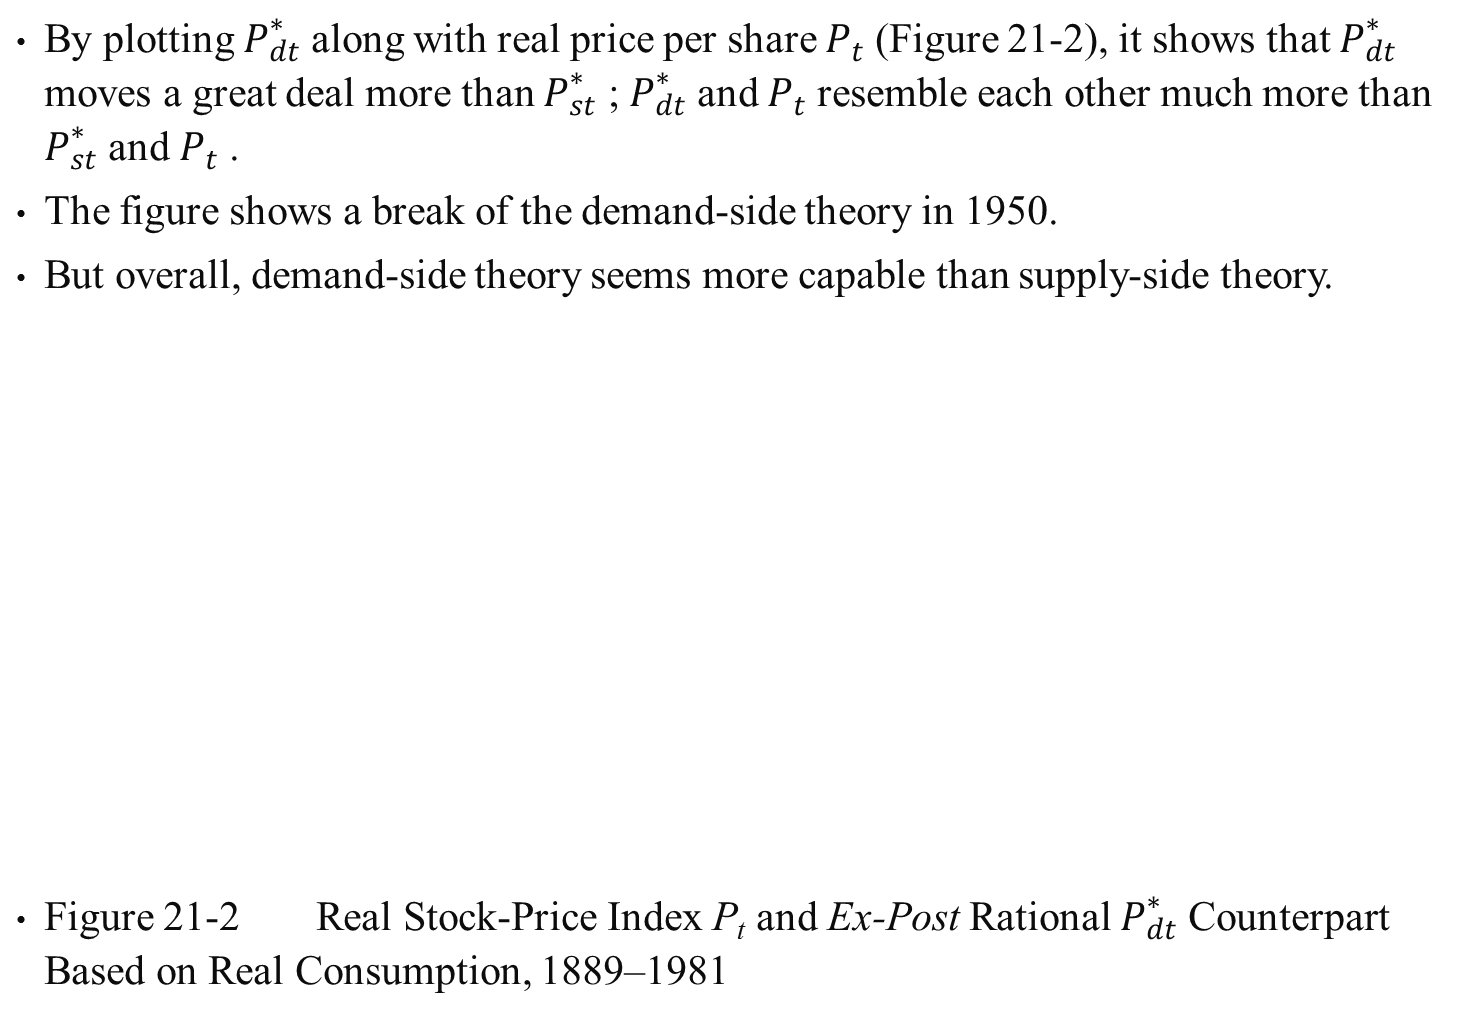 • By plotting P*dt along with real price per share Pt (Figure 21-2), it shows that P*dt
moves a great deal more than P*st ; P*dt and Pt resemble each other much more than
P*st and Pt .
• The figure shows a break of the demand-side theory in 1950.
• But overall, demand-side theory seems more capable than supply-side theory.
• Figure 21-2 Real Stock-Price Index Pt and Ex-Post Rational P*dt Counterpart
Based on Real Consumption, 1889–1981